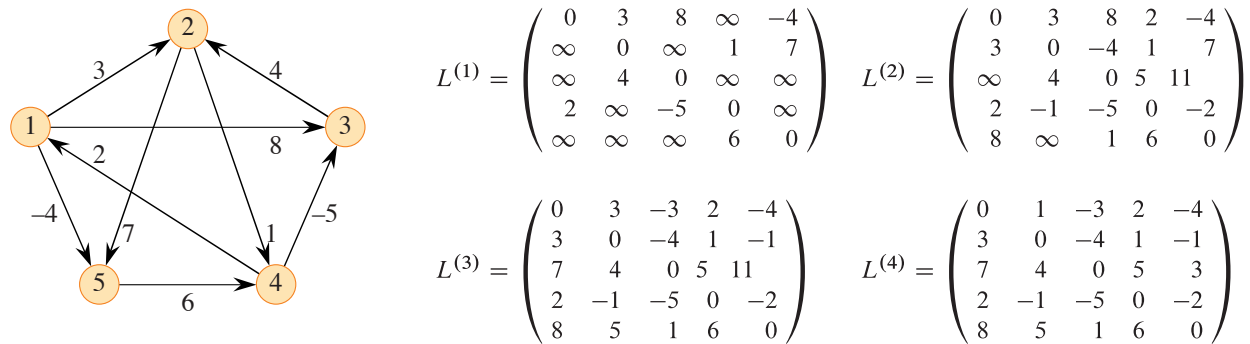 2
3
4
1
3
8
2
–4
7
1
–5
5
4
6
L(1) =
0 3 8 ∞ −4
∞ 0 ∞ 1 7
∞ 4 0 ∞ ∞
2 ∞ −5 0 ∞
∞ ∞ ∞ 6 0
L(2) =
0 3 8 2 −4
3 0 −4 1 7
∞ 4 0 5 11
2 −1 −5 0 −2
8 ∞ 1 6 0
L(3) =
0 3 −3 2 −4
3 0 −4 1 −1
7 4 0 5 11
2 −1 −5 0 −2
8 5 1 6 0
L(4) =
0 1 −3 2 −4
3 0 −4 1 −1
7 4 0 5 3
2 −1 −5 0 −2
8 5 1 6 0